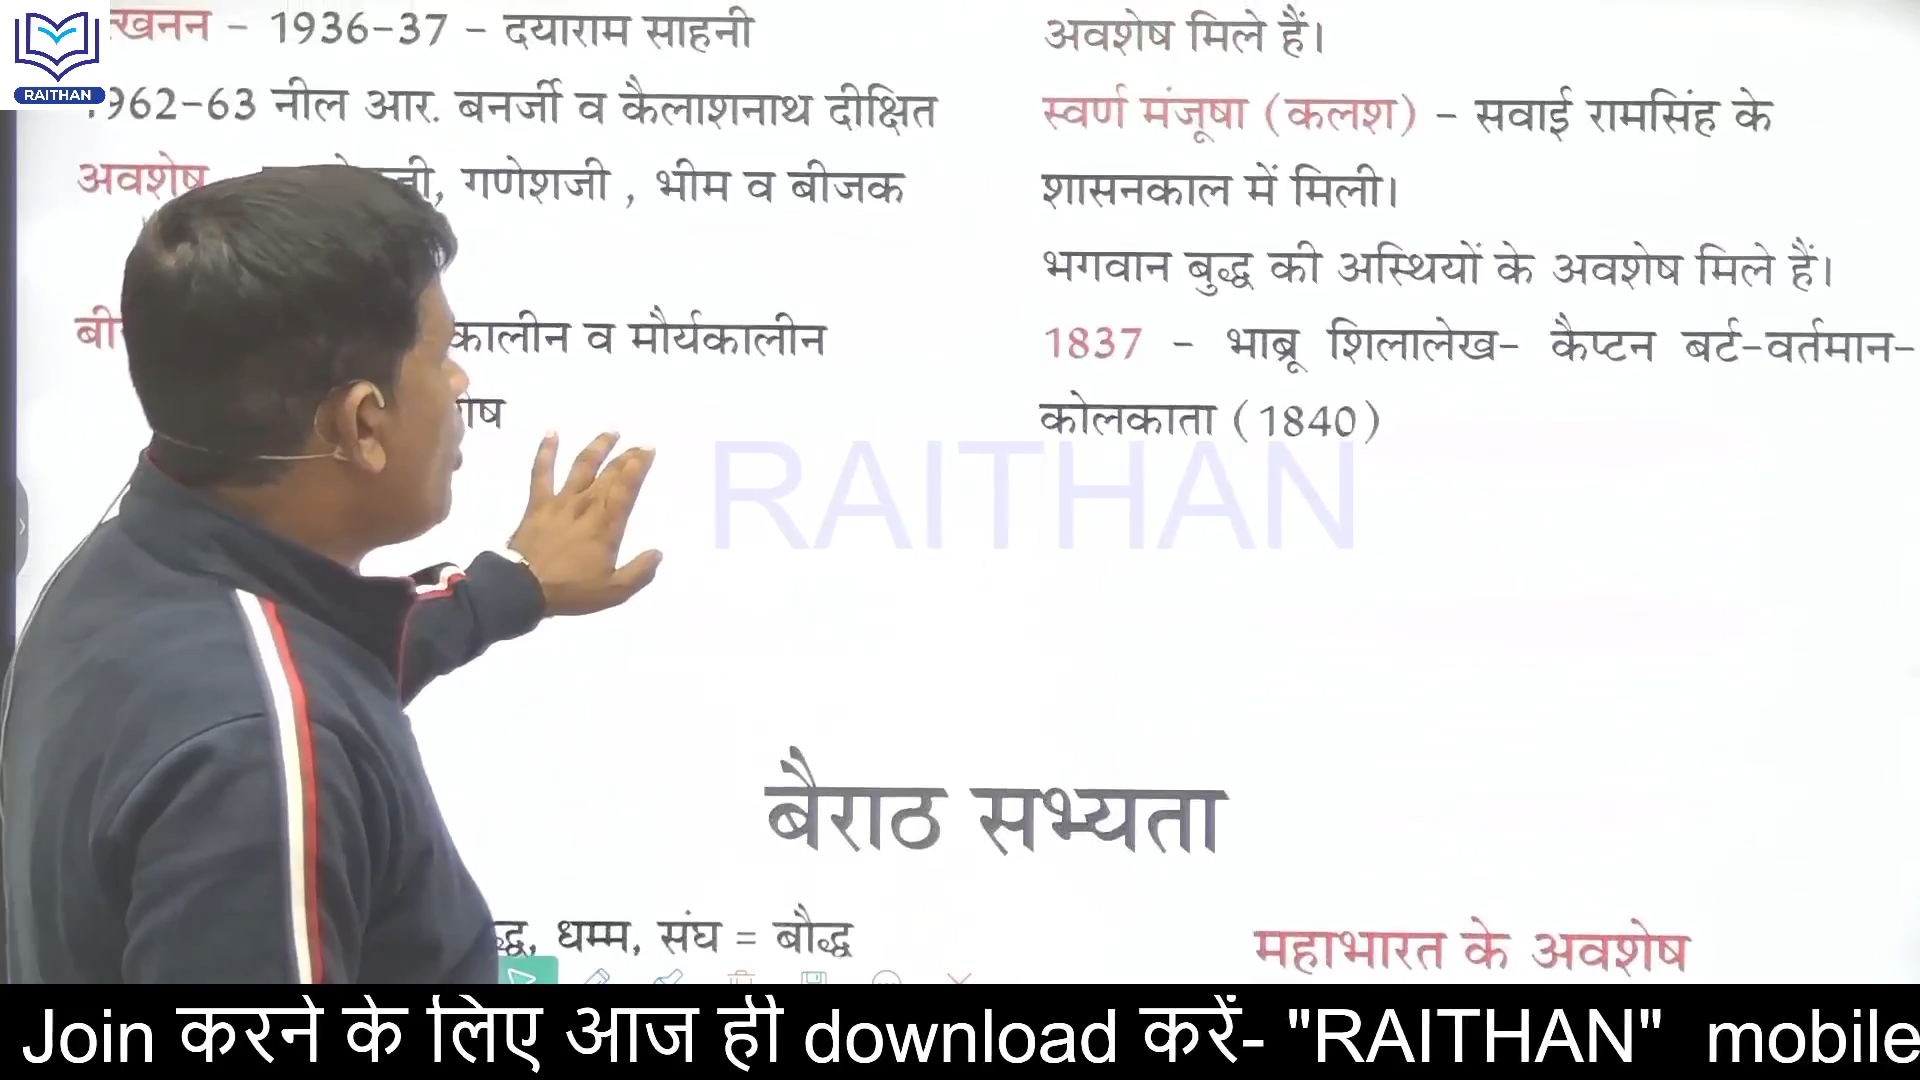 RAITHAN
खनन - 1936-37 - दयाराम साहनी
962-63 नील आर. बनर्जी व कैलाशनाथ दीक्षित
अवशेष जी, गणेशजी , भीम व बीजक
कालीन व मौर्यकालीन
अवशेष मिले हैं।
स्वर्ण मंजूषा (कलश) - सवाई रामसिंह के
शासनकाल में मिली।
भगवान बुद्ध की अस्थियों के अवशेष मिले हैं।
1837 - भाब्रू शिलालेख- कैप्टन बर्ट-वर्तमान-
कोलकाता (1840)
RAITHAN
बैराठ सभ्यता
धम्म, संघ = बौद्ध
महाभारत के अवशेष
Join करने के लिए आज ही download करें- "RAITHAN" mobile